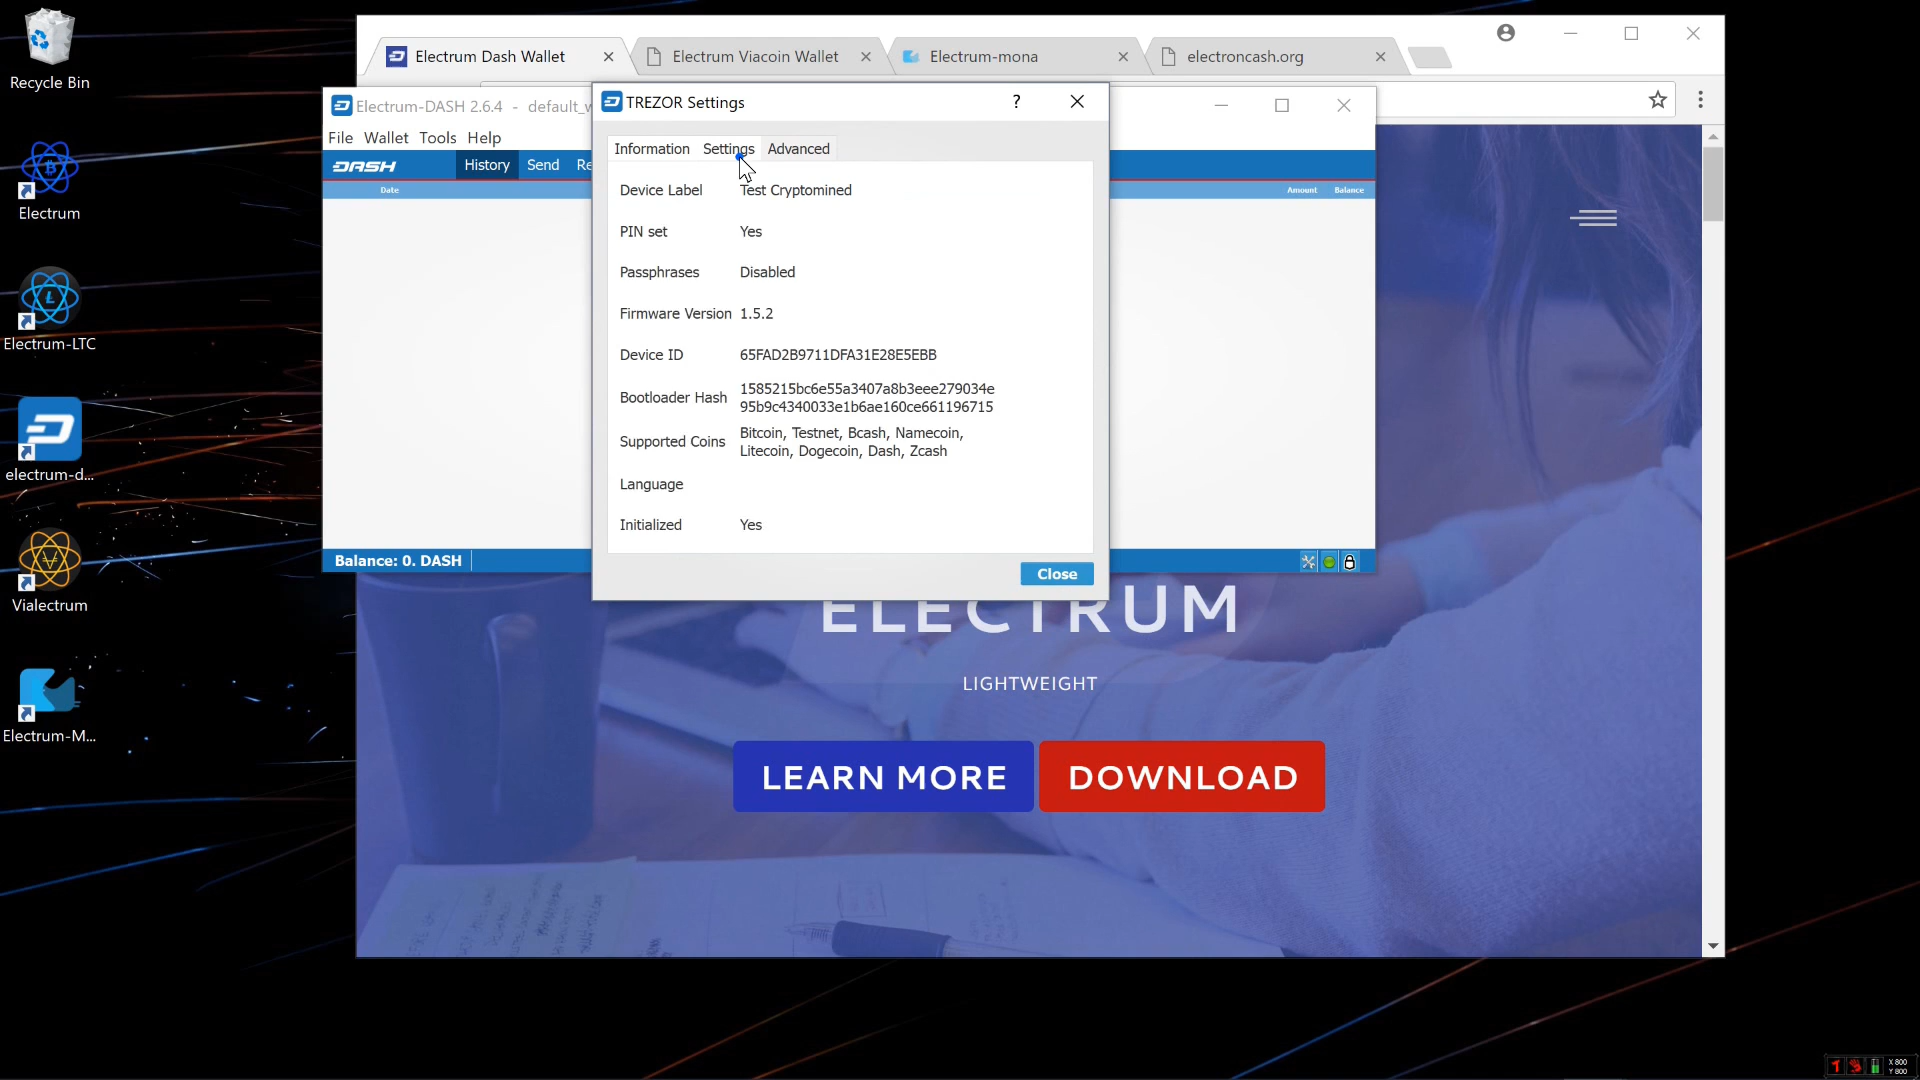 Recycle Bin
Electrum
Electrum-LTC
electrum-d...
Vialectrum
Electrum-M...
Electrum Dash Wallet
Electrum Viacoin Wallet
Electrum-mona
electroncash.org
Electrum-DASH 2.6.4 - default_w
File Wallet Tools Help
DASH
History Send Re
Date
Amount Balance
Balance: 0. DASH
TREZOR Settings
?
Information Settings Advanced
Device Label Test Cryptomined
PIN set Yes
Passphrases Disabled
Firmware Version 1.5.2
Device ID 65FAD2B9711DFA31E28E5EBB
Bootloader Hash 1585215bc6e55a3407a8b3eee279034e
95b9c4340033e1b6ae160ce661196715
Supported Coins Bitcoin, Testnet, Bcash, Namecoin,
Litecoin, Dogecoin, Dash, Zcash
Language
Initialized Yes
Close
ELECTRUM
LIGHTWEIGHT
LEARN MORE
DOWNLOAD
X 800
Y 800